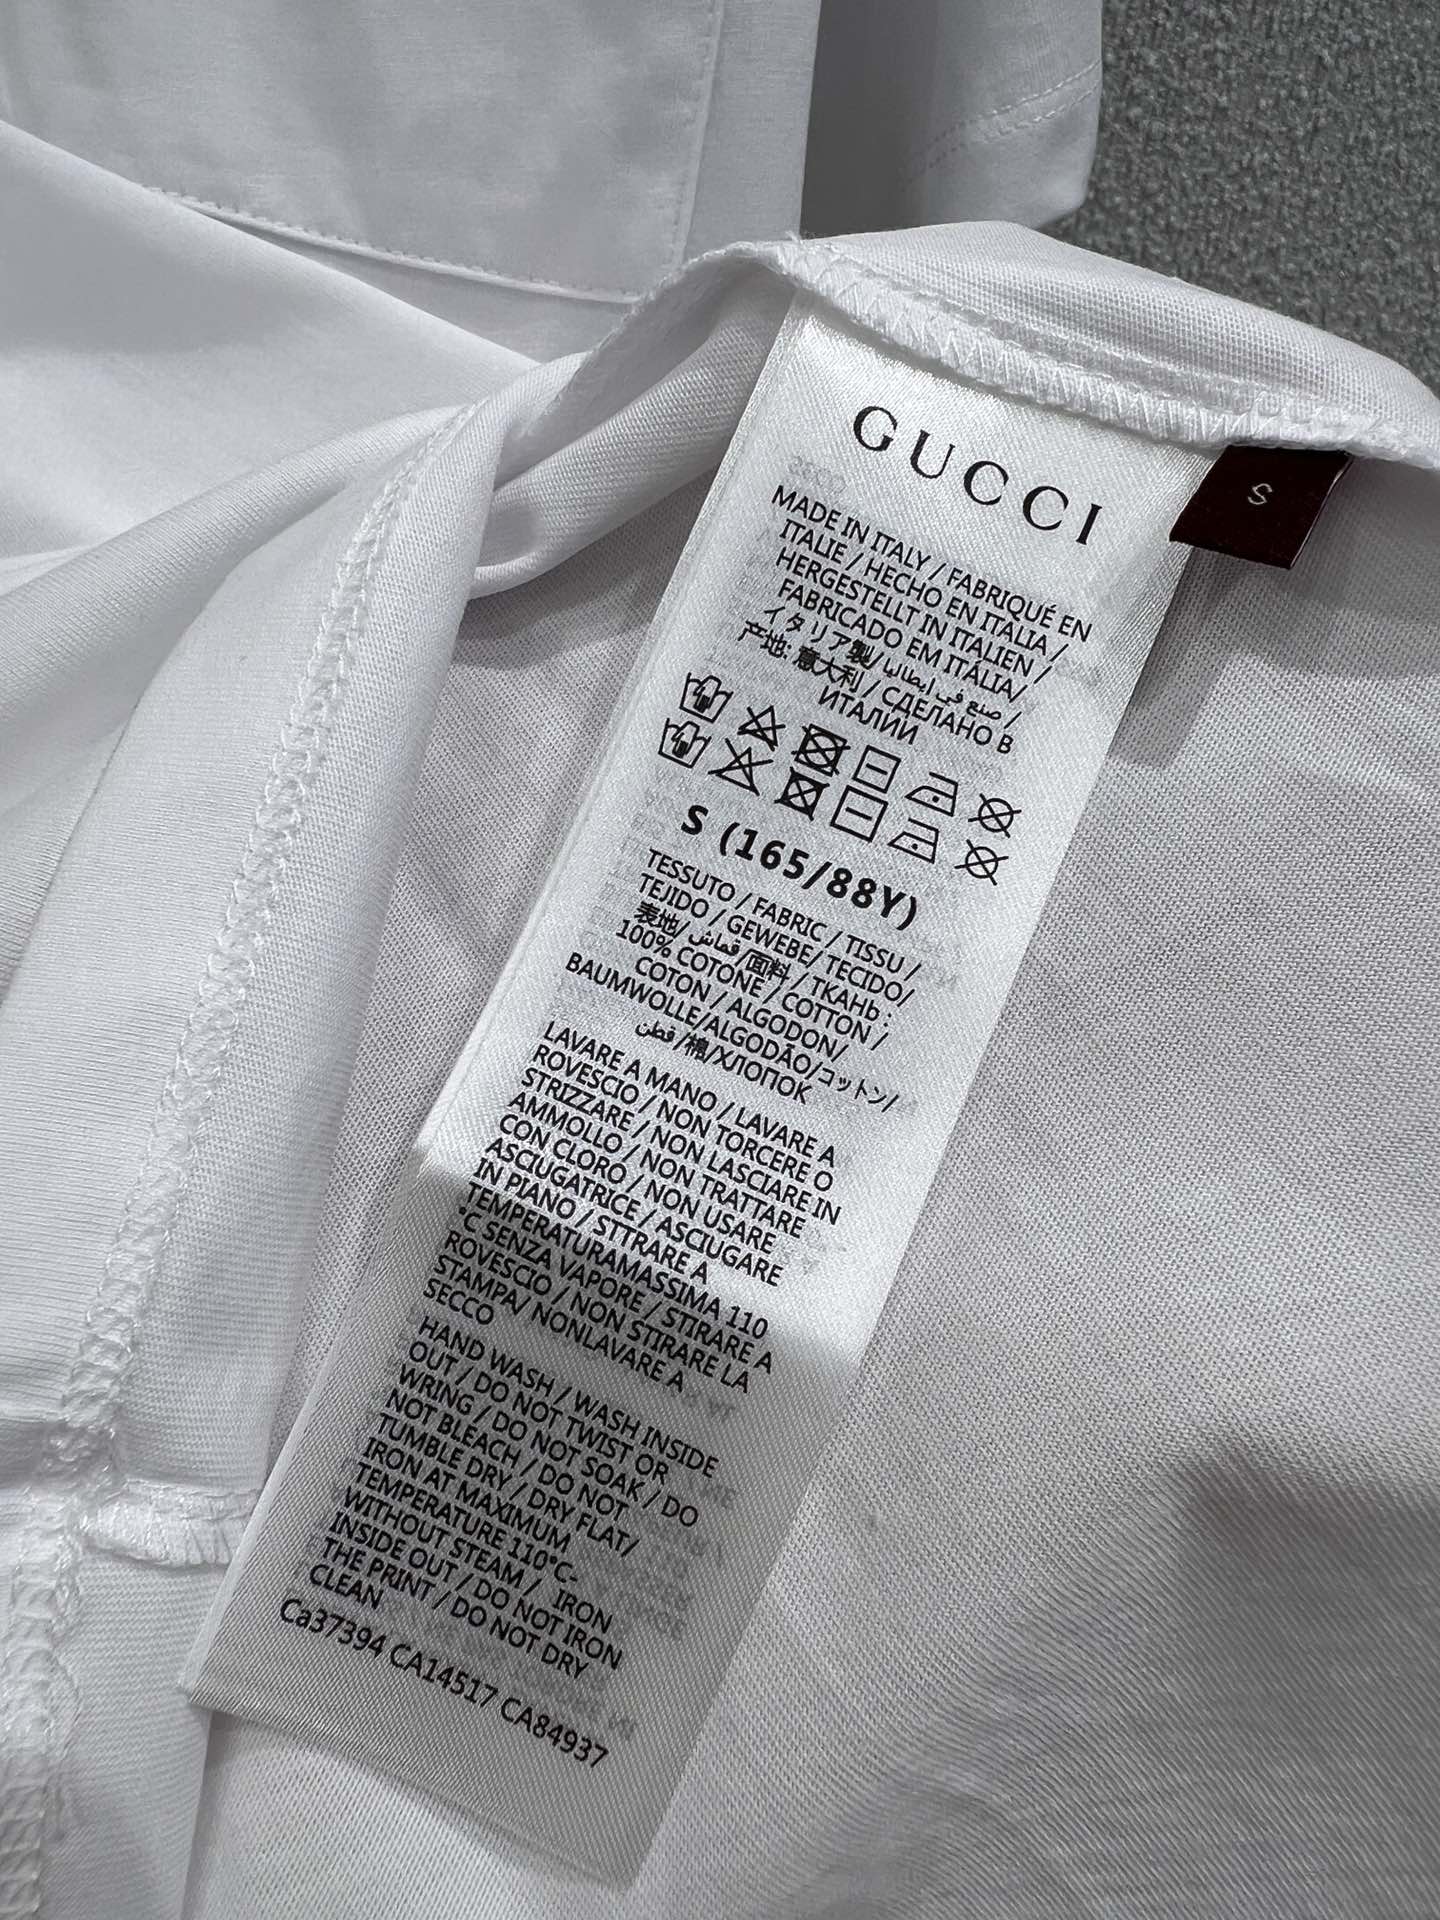 GUCCI
S
MADE IN ITALY / FABRIQUÉ EN
ITALIE / HECHO EN ITALIA /
HERGESTELLT IN ITALIEN /
FABRICADO EM ITÁLIA/
イタリア製/صنع في ايطاليا /
产地: 意大利 / СДЕЛАНО В
ИТАЛИИ
S (165/88Y)
TESSUTO / FABRIC / TISSU /
TEJIDO / GEWEBE/ TECIDO/
表地/قماش/面料 / ТКАНЬ :
100% COTONE / COTTON /
COTON / ALGODON/
BAUMWOLLE/ALGODÃO/コットン/
قطن/棉/ХЛОПОК
LAVARE A MANO / LAVARE A
ROVESCIO / NON TORCERE O
STRIZZARE / NON LASCIARE IN
AMMOLLO / NON TRATTARE
CON CLORO / NON USARE
ASCIUGATRICE / ASCIUGARE
IN PIANO / STTRARE A
TEMPERATURAMASSIMA 110
°C SENZA VAPORE / STIRARE A
ROVESCIO / NON STIRARE LA
STAMPA/ NONLAVARE A
SECCO
HAND WASH / WASH INSIDE
OUT / DO NOT TWIST OR
WRING / DO NOT SOAK / DO
NOT BLEACH / DO NOT
TUMBLE DRY / DRY FLAT/
IRON AT MAXIMUM
TEMPERATURE 110°C-
WITHOUT STEAM / IRON
INSIDE OUT / DO NOT IRON
THE PRINT / DO NOT DRY
CLEAN
Ca37394 CA14517 CA84937